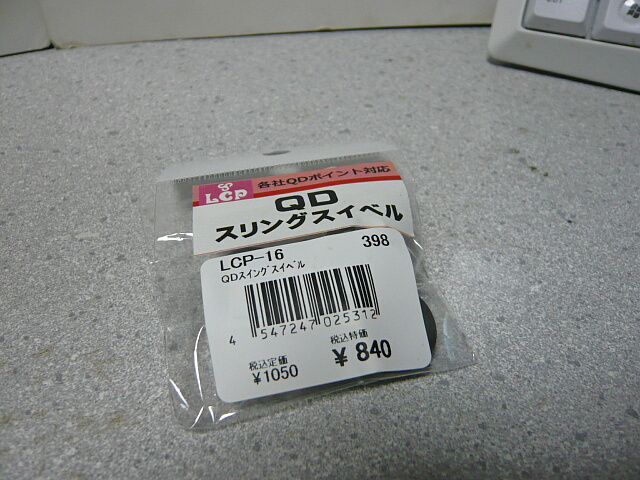 LCP 各社QDポイント対応
QD
スリングスイベル
LCP-16 398
QDスイングスイベル
4 547247 025312
税込定価 税込特価
¥1050 ¥ 840